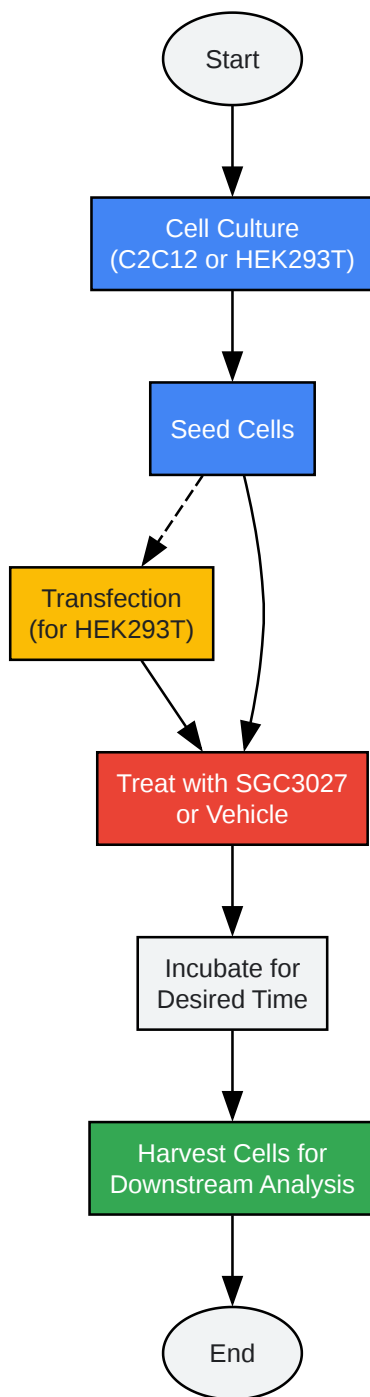 Start
Cell Culture
(C2C12 or HEK293T)
Seed Cells
Transfection
(for HEK293T)
Treat with SGC3027
or Vehicle
Incubate for
Desired Time
Harvest Cells for
Downstream Analysis
End